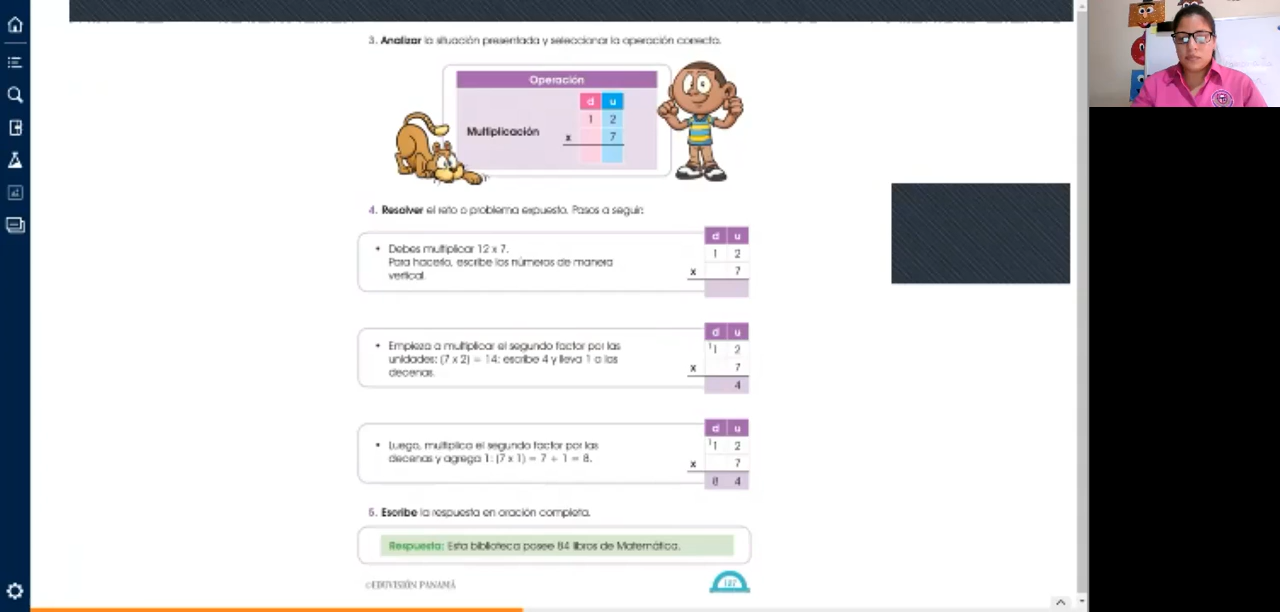 3. Analizar la situación presentada y seleccionar la operación correcta.
Operación
d u
1 2
Multiplicación
x 7
4. Resolver el reto o problema expuesto. Pasos a seguir:
• Debes multiplicar 12 x 7.
Para hacerlo, escribe los números de manera
vertical.
d u
1 2
x 7
• Empieza a multiplicar el segundo factor por las
unidades: (7 x 2) = 14: escribe 4 y lleva 1 a las
decenas.
d u
1 1 2
x 7
4
• Luego, multiplica el segundo factor por las
decenas y agrega 1: (7 x 1) = 7 + 1 = 8.
d u
1 1 2
x 7
8 4
5. Escribe la respuesta en oración completa.
Respuesta: Esta biblioteca posee 84 libros de Matemática.
©EDUVISIÓN PANAMÁ